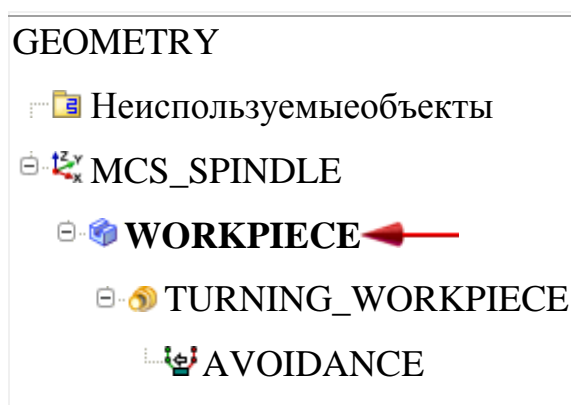 GEOMETRY
Неиспользуемыеобъекты
MCS_SPINDLE
WORKPIECE
TURNING_WORKPIECE
AVOIDANCE